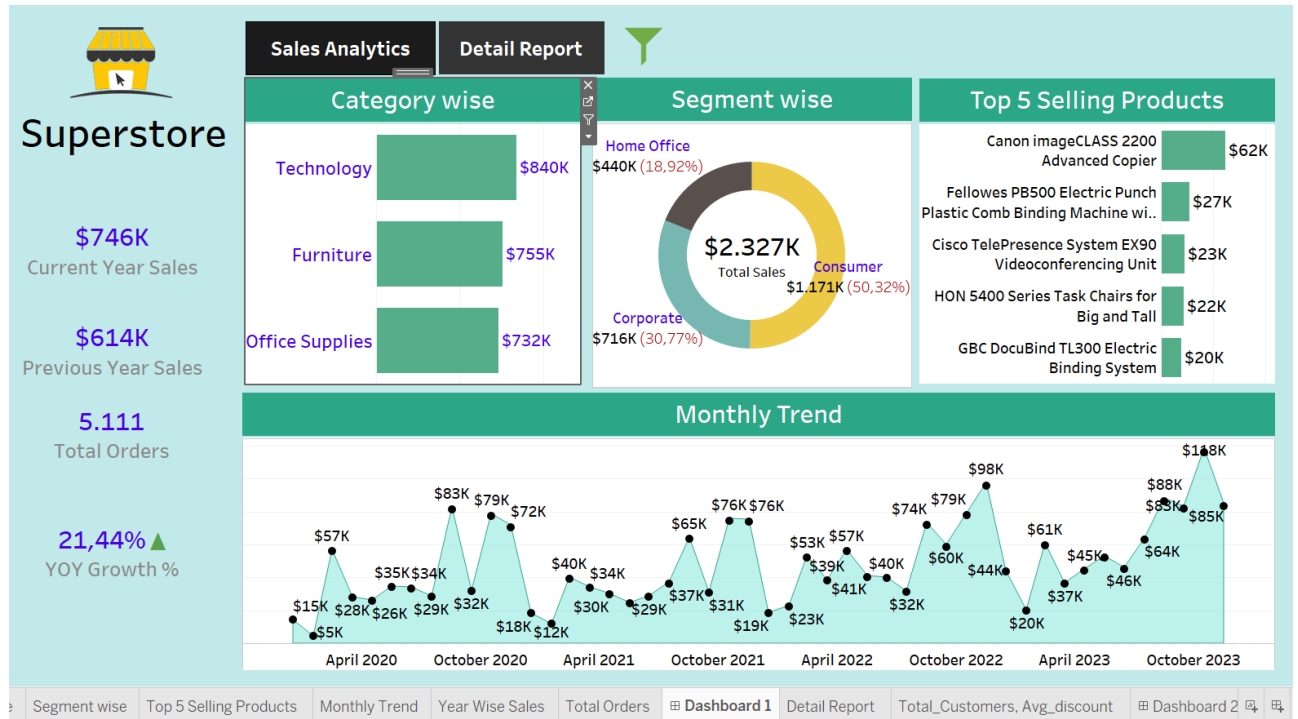 Sales Analytics
Detail Report
Superstore
$746K
Current Year Sales
$614K
Previous Year Sales
5.111
Total Orders
21,44%
YOY Growth %
Category wise
Technology
$840K
Furniture
$755K
Office Supplies
$732K
Segment wise
Home Office
$440K (18,92%)
$2.327K
Total Sales
Consumer
$1.171K (50,32%)
Corporate
$716K (30,77%)
Top 5 Selling Products
Canon imageCLASS 2200
Advanced Copier
$62K
Fellowes PB500 Electric Punch
Plastic Comb Binding Machine wi..
$27K
Cisco TelePresence System EX90
Videoconferencing Unit
$23K
HON 5400 Series Task Chairs for
Big and Tall
$22K
GBC DocuBind TL300 Electric
Binding System
$20K
Monthly Trend
$15K
$5K
$57K
$28K
$26K
$35K
$34K
$29K
$83K
$32K
$79K
$72K
$18K
$12K
$40K
$30K
$34K
$29K
$37K
$65K
$31K
$76K
$76K
$19K
$23K
$53K
$39K
$57K
$41K
$40K
$32K
$74K
$60K
$79K
$98K
$44K
$20K
$61K
$37K
$45K
$46K
$64K
$88K
$83K
$118K
$85K
April 2020 October 2020 April 2021 October 2021 April 2022 October 2022 April 2023 October 2023
Segment wise Top 5 Selling Products Monthly Trend Year Wise Sales Total Orders Dashboard 1 Detail Report Total_Customers, Avg_discount Dashboard 2